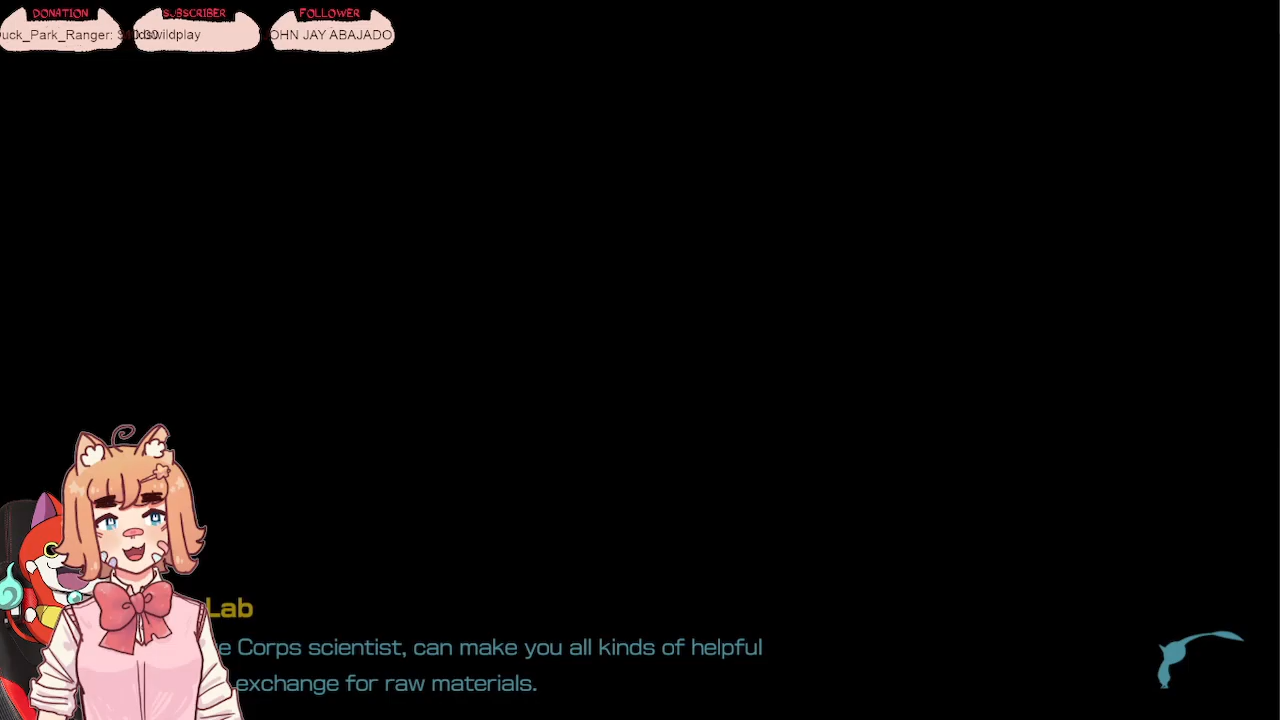 DONATION
SUBSCRIBER
FOLLOWER
uck_Park_Ranger:
wildplay
OHN JAY ABAJADO
Lab
e Corps scientist, can make you all kinds of helpful
exchange for raw materials.